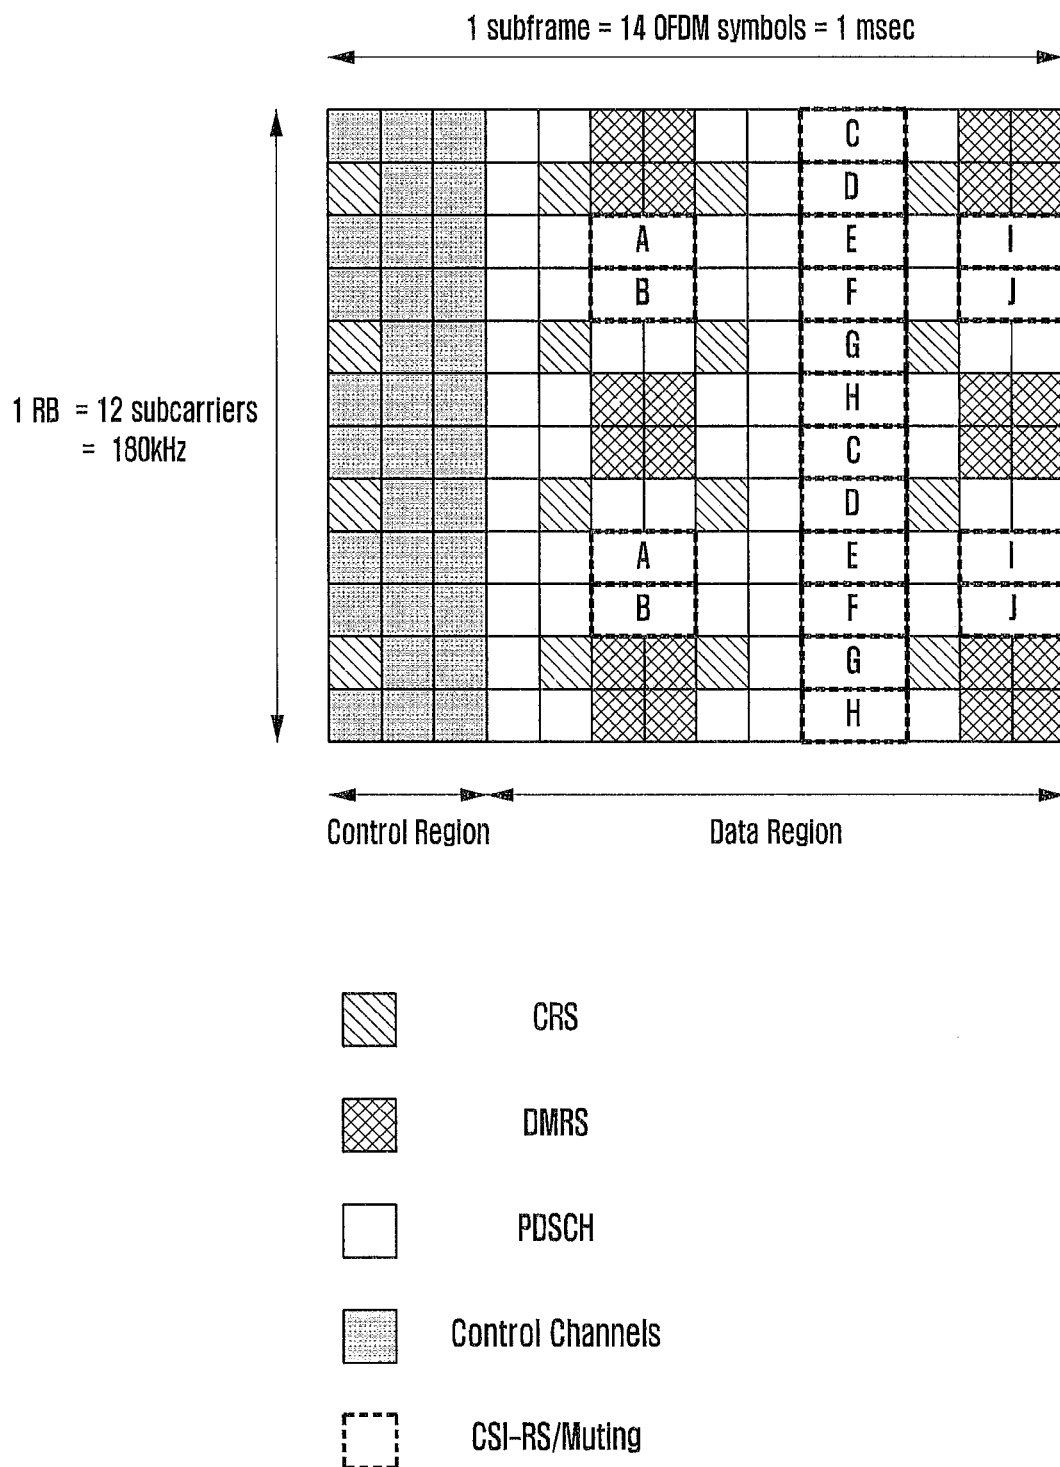 1 subframe = 14 OFDM symbols = 1 msec
C
D
A E I
B F J
G
H
1 RB = 12 subcarriers
= 180kHz
C
D
A E I
B F J
G
H
Control Region Data Region
CRS
DMRS
PDSCH
Control Channels
CSI-RS/Muting